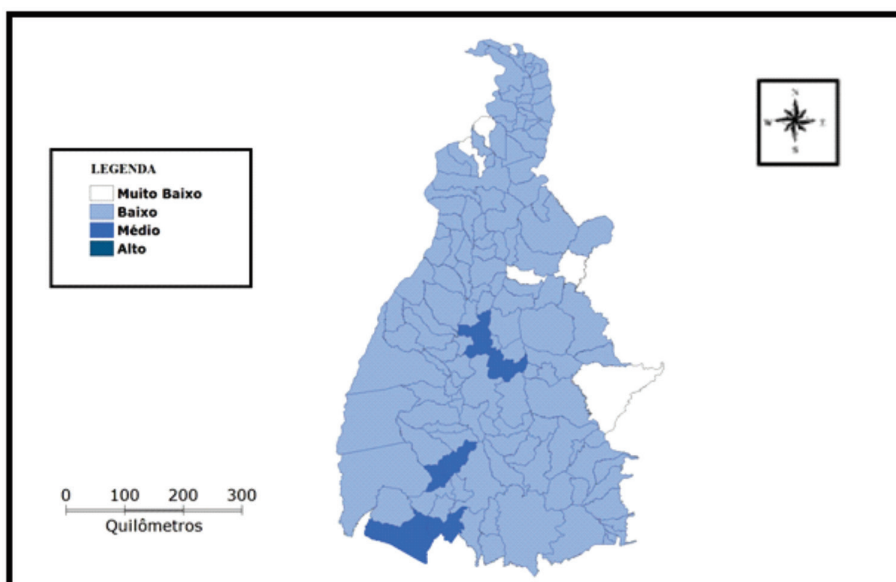 N
W T
S
LEGENDA
Muito Baixo
Baixo
Médio
Alto
0 100 200 300
Quilômetros